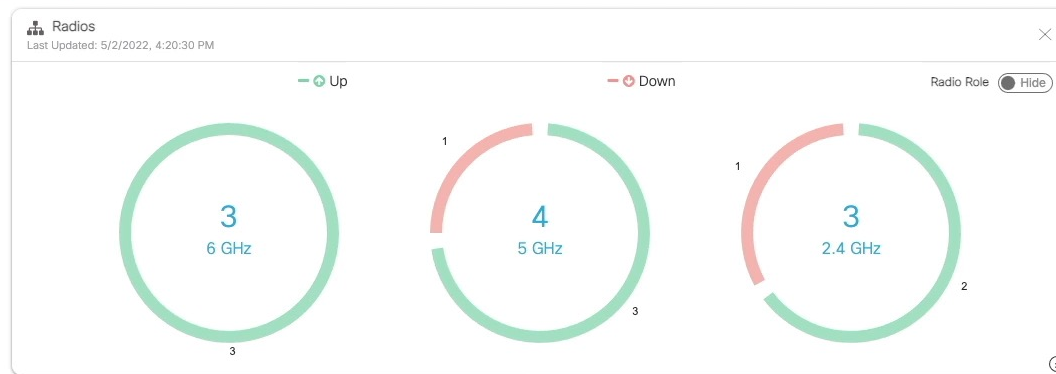 Radios
Last Updated: 5/2/2022, 4:20:30 PM
Up
Down
Radio Role Hide
3
6 GHz
3
1
4
5 GHz
3
1
3
2.4 GHz
2